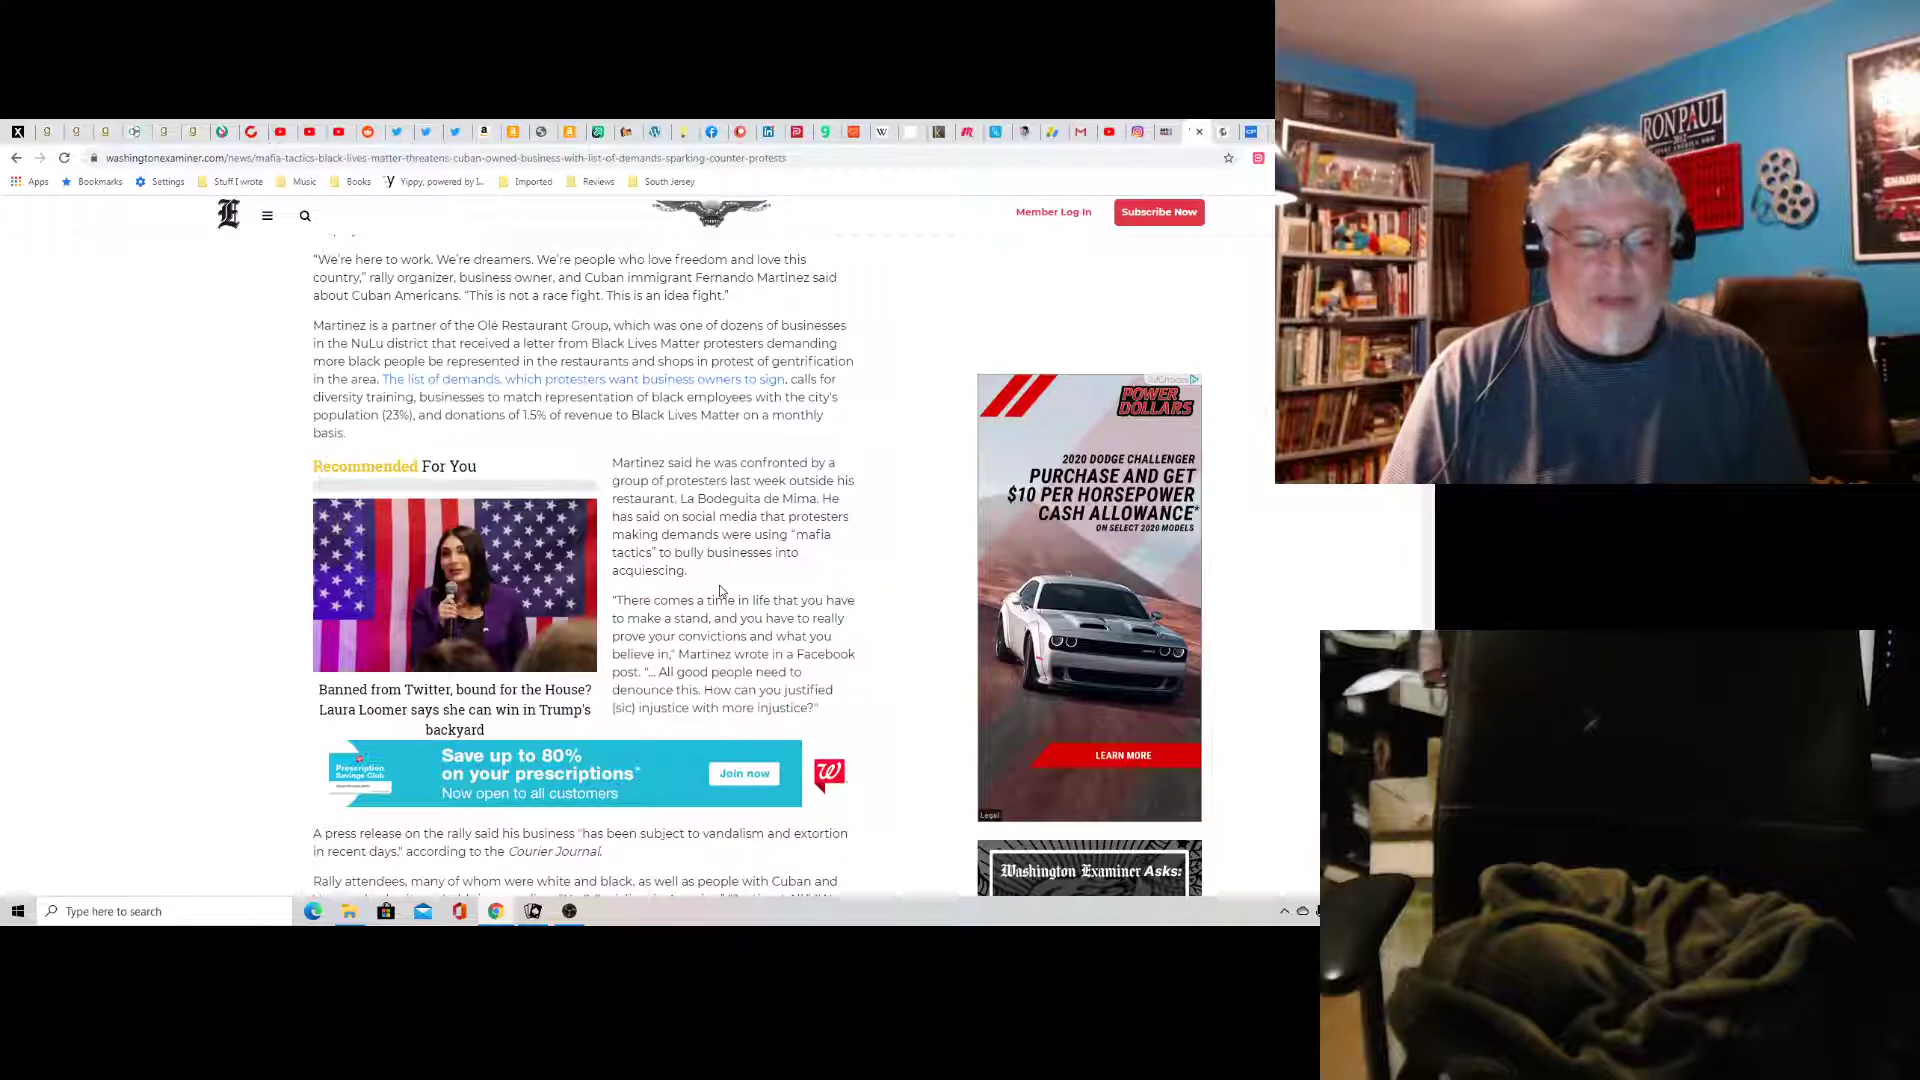 washingtonexaminer.com/news/mafia-tactics-black-lives-matter-threatens-cuban-owned-business-with-list-of-demands-sparking-counter-protests
Apps Bookmarks Settings Stuff I wrote Music Books Yippy, powered by I... Imported Reviews South Jersey
Member Log In Subscribe Now
“We’re here to work. We’re dreamers. We’re people who love freedom and love this
country,” rally organizer, business owner, and Cuban immigrant Fernando Martinez said
about Cuban Americans. “This is not a race fight. This is an idea fight.”
Martinez is a partner of the Olé Restaurant Group, which was one of dozens of businesses
in the NuLu district that received a letter from Black Lives Matter protesters demanding
more black people be represented in the restaurants and shops in protest of gentrification
in the area. The list of demands, which protesters want business owners to sign, calls for
diversity training, businesses to match representation of black employees with the city's
population (23%), and donations of 1.5% of revenue to Black Lives Matter on a monthly
basis.
Recommended For You
Banned from Twitter, bound for the House?
Laura Loomer says she can win in Trump's
backyard
Martinez said he was confronted by a
group of protesters last week outside his
restaurant, La Bodeguita de Mima. He
has said on social media that protesters
making demands were using “mafia
tactics” to bully businesses into
acquiescing.
"There comes a time in life that you have
to make a stand, and you have to really
prove your convictions and what you
believe in," Martinez wrote in a Facebook
post. "... All good people need to
denounce this. How can you justified
(sic) injustice with more injustice?"
Prescription
Savings Club
Save up to 80%
on your prescriptions*
Now open to all customers
Join now
A press release on the rally said his business "has been subject to vandalism and extortion
in recent days," according to the Courier Journal.
Rally attendees, many of whom were white and black, as well as people with Cuban and
AdChoices
POWER
DOLLARS
2020 DODGE CHALLENGER
PURCHASE AND GET
$10 PER HORSEPOWER
CASH ALLOWANCE*
ON SELECT 2020 MODELS
LEARN MORE
Legal
Washington Examiner Asks:
Type here to search
RON PAUL